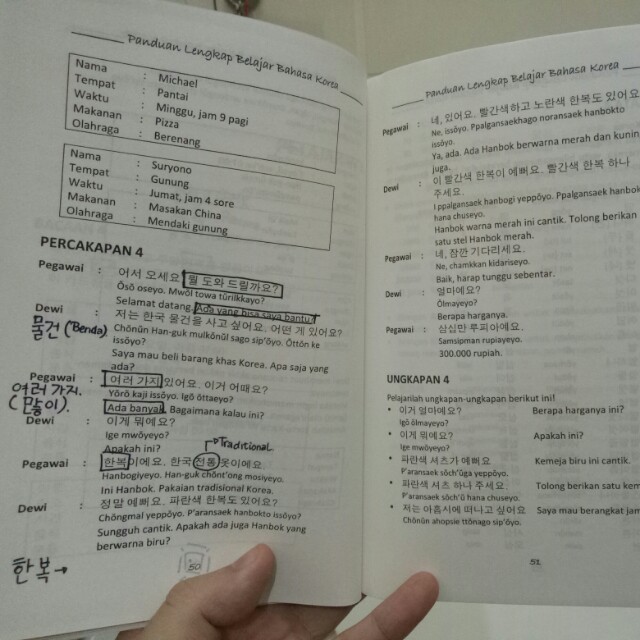 Panduan Lengkap Belajar Bahasa Korea
Nama : Michael
Tempat : Pantai
Waktu : Minggu, jam 9 pagi
Makanan : Pizza
Olahraga : Berenang
Nama : Suryono
Tempat : Gunung
Waktu : Jumat, jam 4 sore
Makanan : Masakan China
Olahraga : Mendaki gunung
PERCAKAPAN 4
Pegawai : 어서 오세요 뭘 도와 드릴까요?
Ŏsŏ oseyo. Mwŏl towa tŭrilkkayo?
Selamat datang. Ada yang bisa saya bantu?
Dewi : 저는 한국 물건을 사고 싶어요. 어떤 게 있어요?
물건 ('Benda)
Chŏnŭn Han-guk mulkŏnŭl sago sip'ŏyo. Ŏttŏn ke
issŏyo?
Saya mau beli barang khas Korea. Apa saja yang
ada?
Pegawai : 여러 가지 있어요. 이거 어때요?
여러 가지.
Yŏrŏ kaji issŏyo. Igŏ ŏttaeyo?
(많이).
Ada banyak. Bagaimana kalau ini?
Dewi : 이게 뭐예요?
Ige mwŏyeyo?
Apakah ini?
Traditional.
Pegawai : 한복이에요. 한국 전통 옷이에요
Hanbogiyeyo. Han-guk chŏnt'ong mosiyeyo.
Ini Hanbok. Pakaian tradisional Korea.
Dewi : 정말 예뻐요. 파란색 한복도 있어요?
Chŏngmal yeppŏyo. P'aransaek hanbokto issŏyo?
Sungguh cantik. Apakah ada juga Hanbok yang
berwarna biru?
한복→
50
Panduan Lengkap Belajar Bahasa Korea
Pegawai : 네, 있어요. 빨간색하고 노란색 한복도 있어요
Ne, issŏyo. Ppalgansaekhago noransaek hanbokto
issŏyo.
Ya, ada. Ada Hanbok berwarna merah dan kunin
juga.
Dewi : 이 빨간색 한복이 예뻐요. 빨간색 한복 하나
주세요.
I ppalgansaek hanbogi yeppŏyo. Ppalgansaek hanbok
hana chuseyo.
Hanbok warna merah ini cantik. Tolong berikan
satu stel Hanbok merah.
Pegawai : 네, 잠깐 기다리세요.
Ne, chamkkan kidariseyo.
Baik, harap tunggu sebentar.
Dewi : 얼마에요?
Ŏlmayeyo?
Berapa harganya.
Pegawai : 삼십만 루피아에요.
Samsipman rupiayeyo.
300.000 rupiah.
UNGKAPAN 4
Pelajarilah ungkapan-ungkapan berikut ini!
• 이거 얼마예요? Berapa harganya ini?
Igŏ ŏlmayeyo?
• 이게 뭐예요? Apakah ini?
Ige mwŏyeyo?
• 파란색 셔츠가 예뻐요 Kemeja biru ini cantik.
P'aransaek sŏch'ŭga yeppŏyo.
• 파란색 셔츠 하나 주세요. Tolong berikan satu kem
P'aransaek sŏch'ŭ hana chuseyo.
• 저는 아홉시에 떠나고 싶어요 Saya mau berangkat jam
Chŏnŭn ahopsie ttŏnago sip'ŏyo.
51